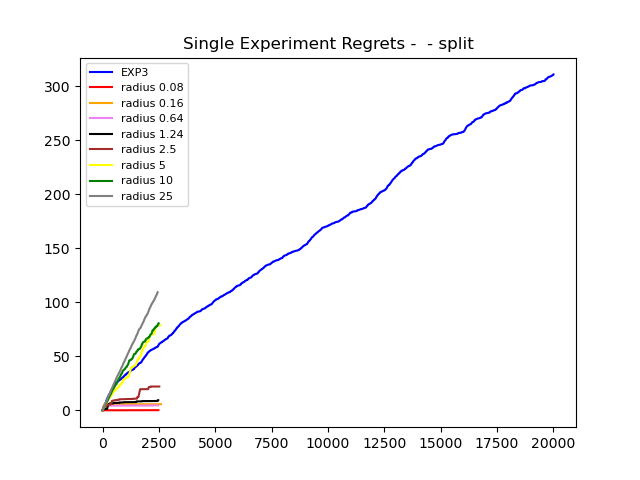 Single Experiment Regrets -  - split
EXP3
radius 0.08
radius 0.16
radius 0.64
radius 1.24
radius 2.5
radius 5
radius 10
radius 25
300
250
200
150
100
50
0
0 2500 5000 7500 10000 12500 15000 17500 20000